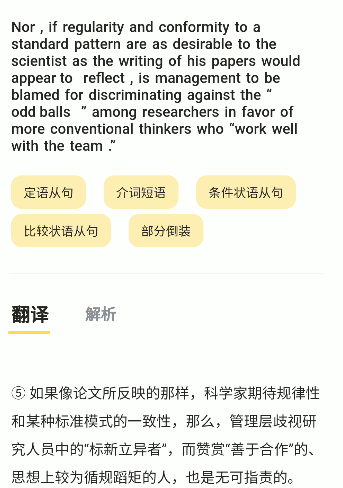 Nor , if regularity and conformity to a
standard pattern are as desirable to the
scientist as the writing of his papers would
appear to reflect , is management to be
blamed for discriminating against the “
odd balls ” among researchers in favor of
more conventional thinkers who “work well
with the team .”
定语从句 介词短语 条件状语从句
比较状语从句 部分倒装
翻译 解析
⑤ 如果像论文所反映的那样，科学家期待规律性
和某种标准模式的一致性，那么，管理层歧视研
究人员中的“标新立异者”，而赞赏“善于合作”的、
思想上较为循规蹈矩的人，也是无可指责的。